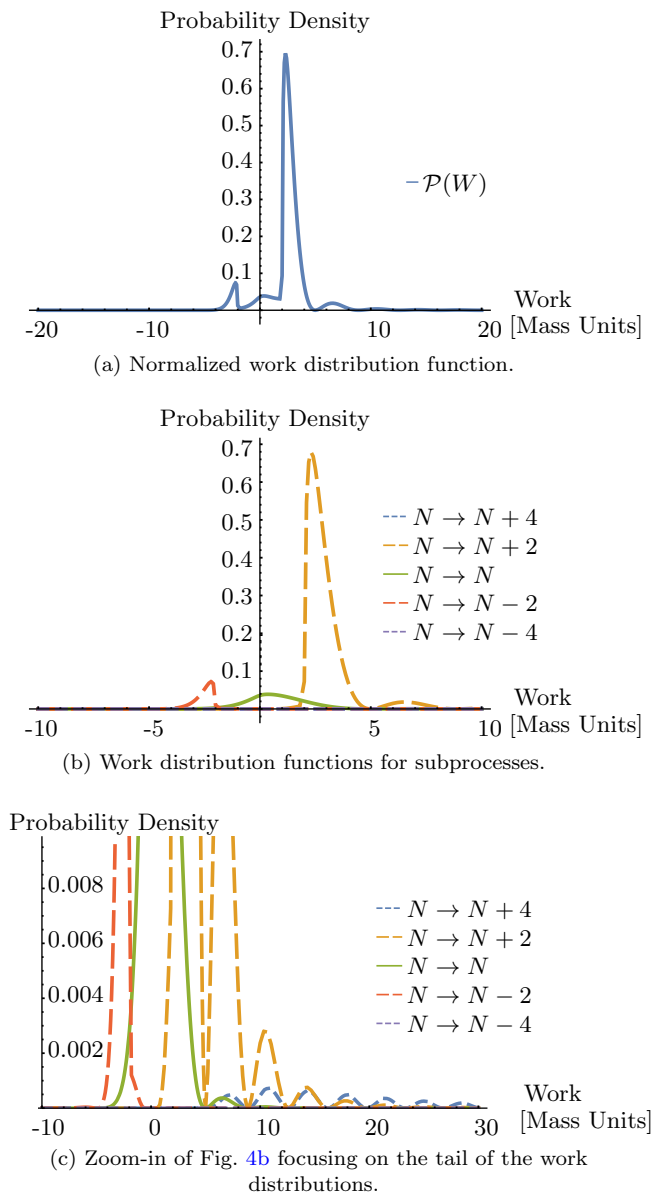 Probability Density
0.7
0.6
0.5
0.4
0.3
0.2
0.1
𝒫(W)
-20 -10 10 20
Work
[Mass Units]
(a) Normalized work distribution function.
Probability Density
0.7
0.6
0.5
0.4
0.3
0.2
0.1
N → N + 4
N → N + 2
N → N
N → N − 2
N → N − 4
-10 -5 5 10
Work
[Mass Units]
(b) Work distribution functions for subprocesses.
Probability Density
0.008
0.006
0.004
0.002
N → N + 4
N → N + 2
N → N
N → N − 2
N → N − 4
-10 0 10 20 30
Work
[Mass Units]
(c) Zoom-in of Fig. 4b focusing on the tail of the work
distributions.